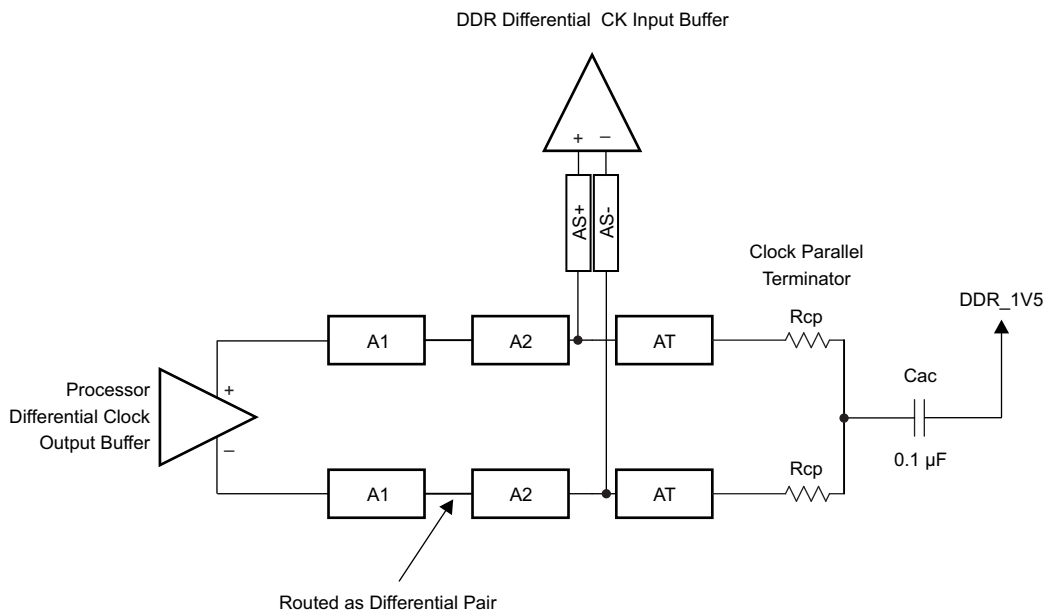 DDR Differential CK Input Buffer
+ –
AS+
AS-
Clock Parallel
Terminator
DDR_1V5
Rcp
A1
A2
AT
Cac
Processor
Differential Clock
Output Buffer
+
–
0.1 µF
Rcp
A1
A2
AT
Routed as Differential Pair